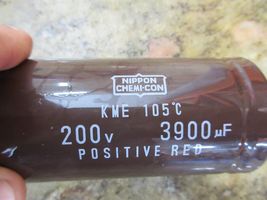 NIPPON
CHEMI-CON
KME 105°C
200V 3900µF
POSITIVE RED